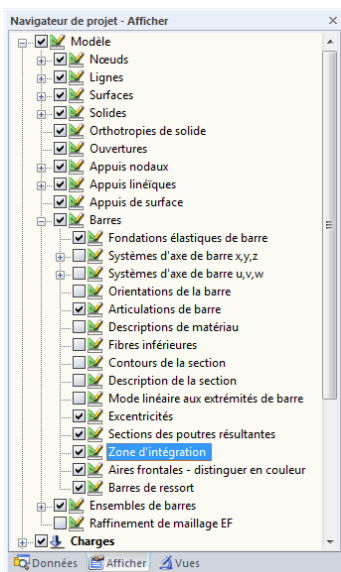 Navigateur de projet - Afficher
Modèle
Nœuds
Lignes
Surfaces
Solides
Orthotropies de solide
Ouvertures
Appuis nodaux
Appuis linéïques
Appuis de surface
Barres
Fondations élastiques de barre
Systèmes d'axe de barre x,y,z
Systèmes d'axe de barre u,v,w
Orientations de la barre
Articulations de barre
Descriptions de matériau
Fibres inférieures
Contours de la section
Description de la section
Mode linéaire aux extrémités de barre
Excentricités
Sections des poutres résultantes
Zone d'intégration
Aires frontales - distinguer en couleur
Barres de ressort
Ensembles de barres
Raffinement de maillage EF
Charges
Données Afficher Vues